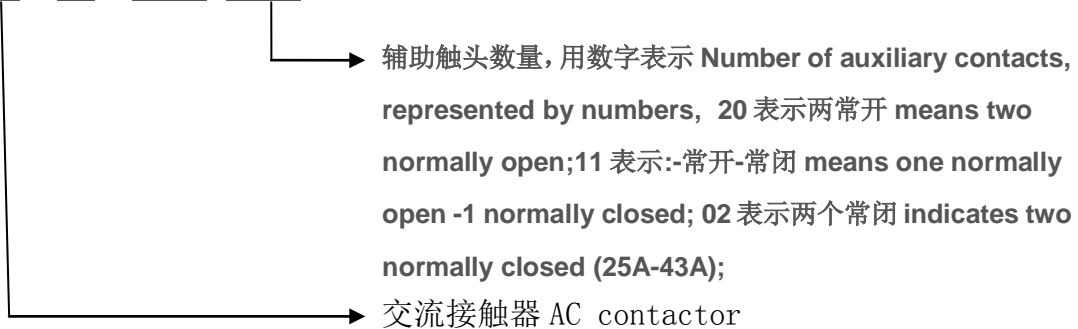 辅助触头数量，用数字表示 Number of auxiliary contacts,
represented by numbers, 20 表示两常开 means two
normally open;11 表示:-常开-常闭 means one normally
open -1 normally closed; 02 表示两个常闭 indicates two
normally closed (25A-43A);
交流接触器 AC contactor